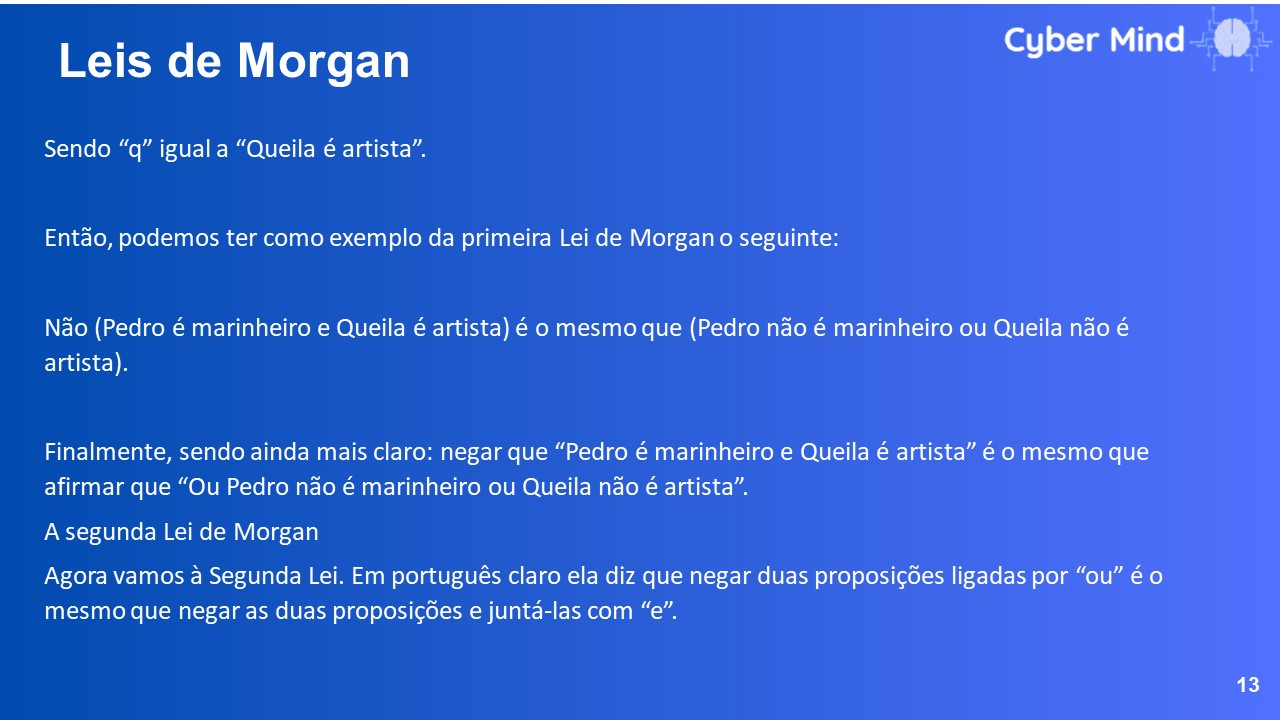 Leis de Morgan
Cyber Mind
Sendo “q” igual a “Queila é artista”.
Então, podemos ter como exemplo da primeira Lei de Morgan o seguinte:
Não (Pedro é marinheiro e Queila é artista) é o mesmo que (Pedro não é marinheiro ou Queila não é
artista).
Finalmente, sendo ainda mais claro: negar que “Pedro é marinheiro e Queila é artista” é o mesmo que
afirmar que “Ou Pedro não é marinheiro ou Queila não é artista”.
A segunda Lei de Morgan
Agora vamos à Segunda Lei. Em português claro ela diz que negar duas proposições ligadas por “ou” é o
mesmo que negar as duas proposições e juntá-las com “e”.
13